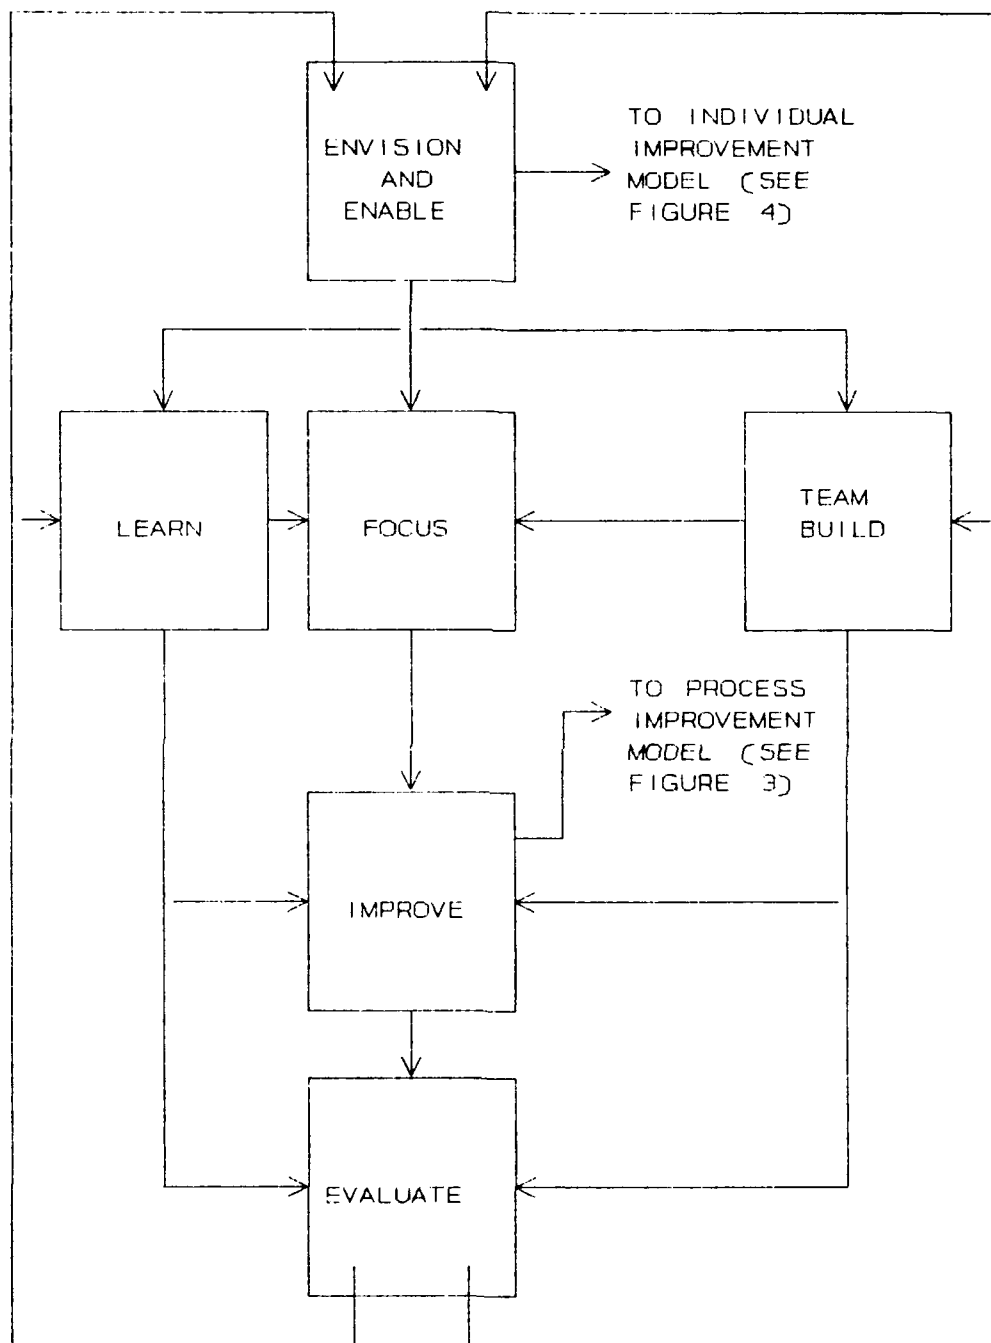 ENVISION
AND
ENABLE
TO INDIVIDUAL
IMPROVEMENT
MODEL (SEE
FIGURE 4)
LEARN
FOCUS
TEAM
BUILD
TO PROCESS
IMPROVEMENT
MODEL (SEE
FIGURE 3)
IMPROVE
EVALUATE